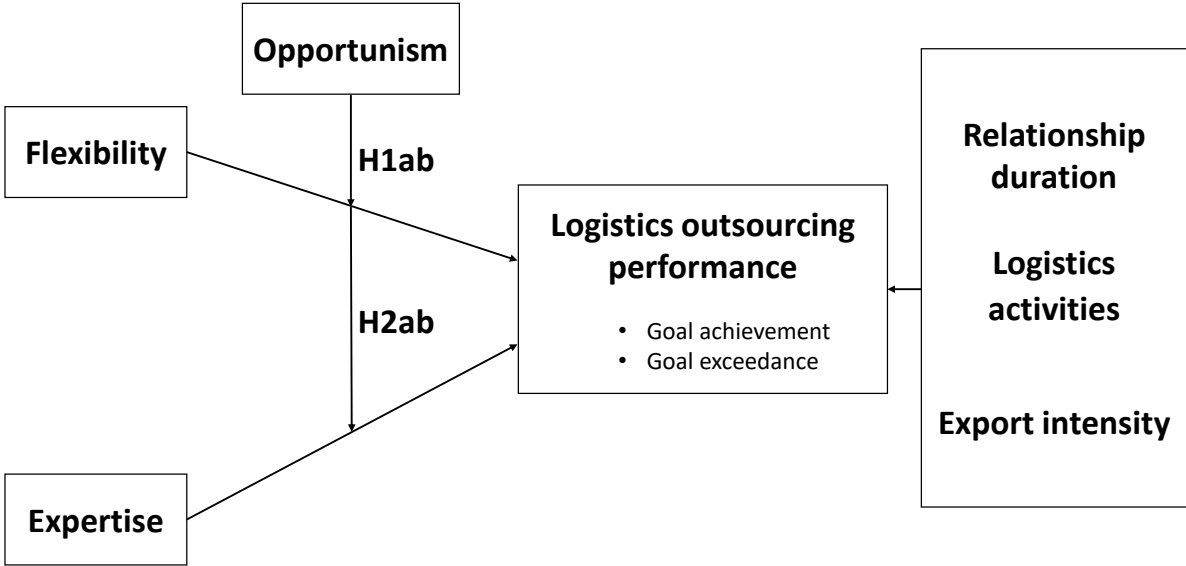 Opportunism
Flexibility
H1ab
H2ab
Expertise
Logistics outsourcing
performance
• Goal achievement
• Goal exceedance
Relationship
duration
Logistics
activities
Export intensity